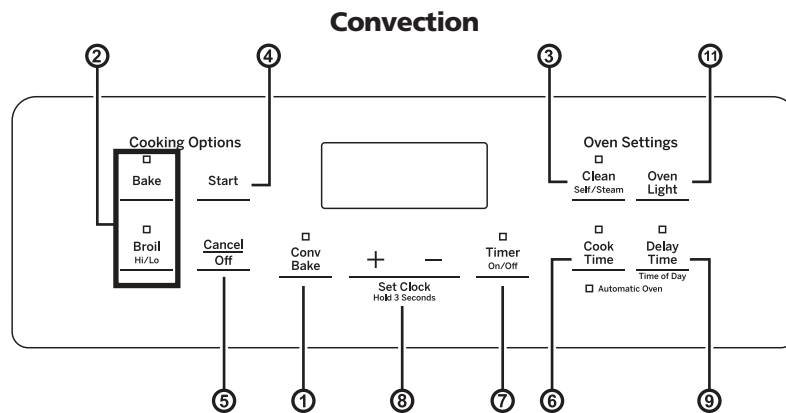 Convection
2
4
3
11
Cooking Options
Oven Settings
Bake
Start
Clean
Self/Steam
Oven
Light
Broil
Hi/Lo
Cancel
Off
Conv
Bake
+ −
Set Clock
Hold 3 Seconds
Timer
On/Off
Cook
Time
Delay
Time
Time of Day
Automatic Oven
5
1
8
7
6
9